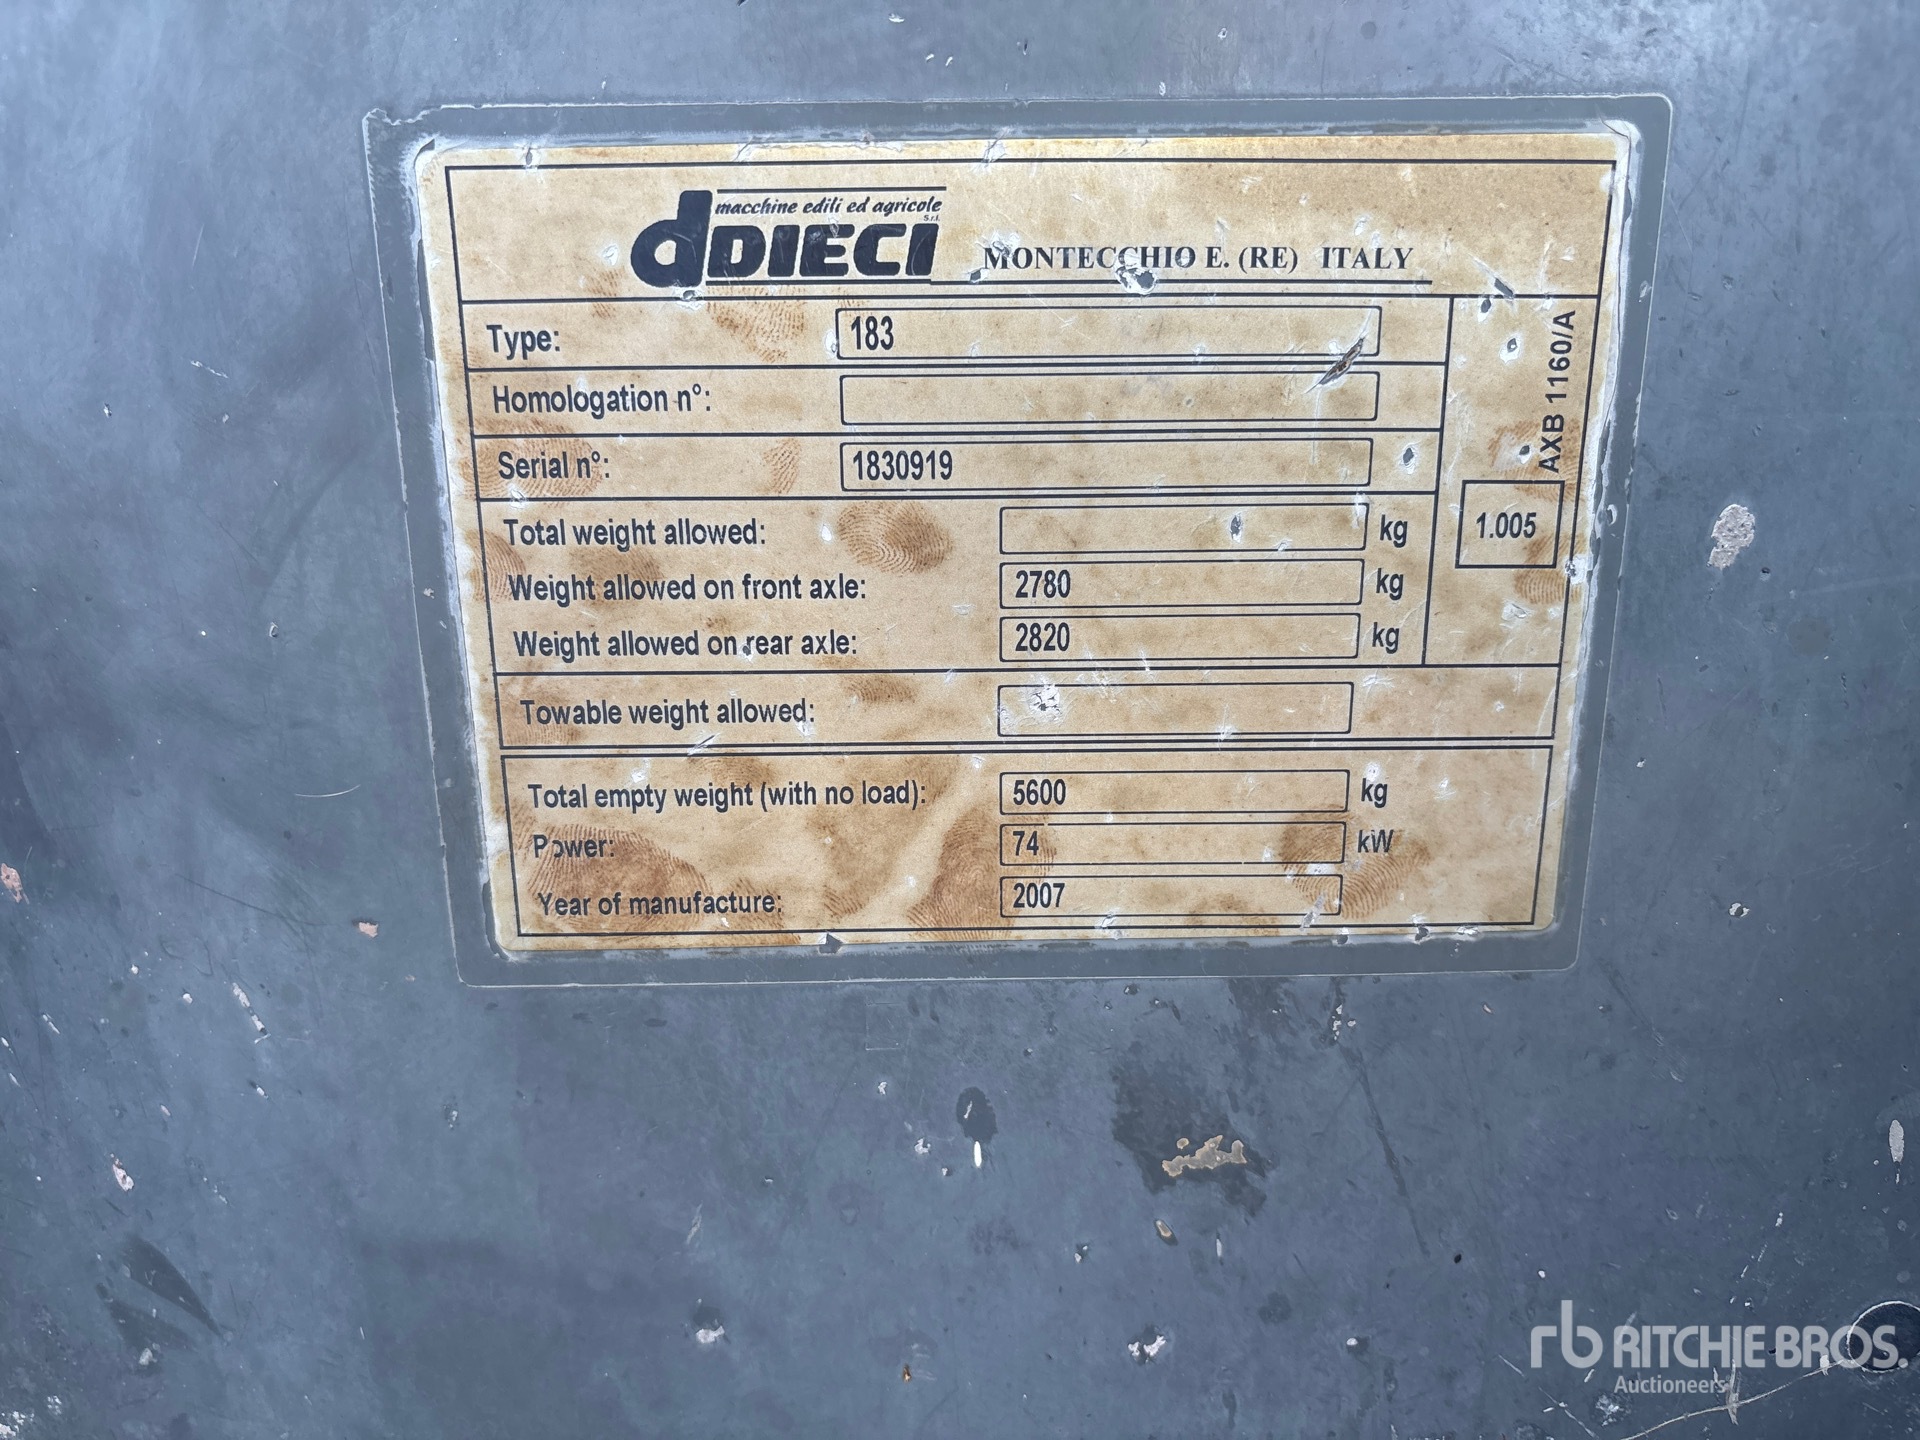 macchine edili ed agricole
S.r.l.
dDIECI
MONTECCHIO E. (RE) ITALY
Type: 183
Homologation n°:
Serial n°: 1830919
Total weight allowed: kg
Weight allowed on front axle: 2780 kg
Weight allowed on rear axle: 2820 kg
AXB 1160/A
1.005
Towable weight allowed:
Total empty weight (with no load): 5600 kg
Power: 74 kW
Year of manufacture: 2007
rb RITCHIE BROS.
Auctioneers